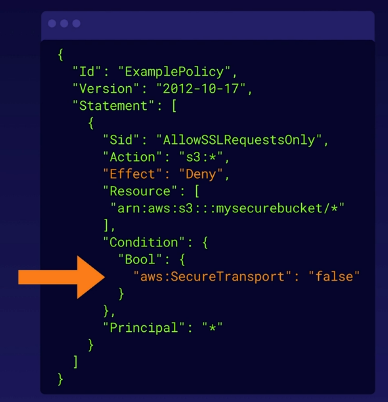 {
"Id": "ExamplePolicy",
"Version": "2012-10-17",
"Statement": [
{
"Sid": "AllowSSLRequestsOnly",
"Action": "s3:*",
"Effect": "Deny",
"Resource": [
"arn:aws:s3:::mysecurebucket/*"
],
"Condition": {
"Bool": {
"aws:SecureTransport": "false"
}
},
"Principal": "*"
}
]
}